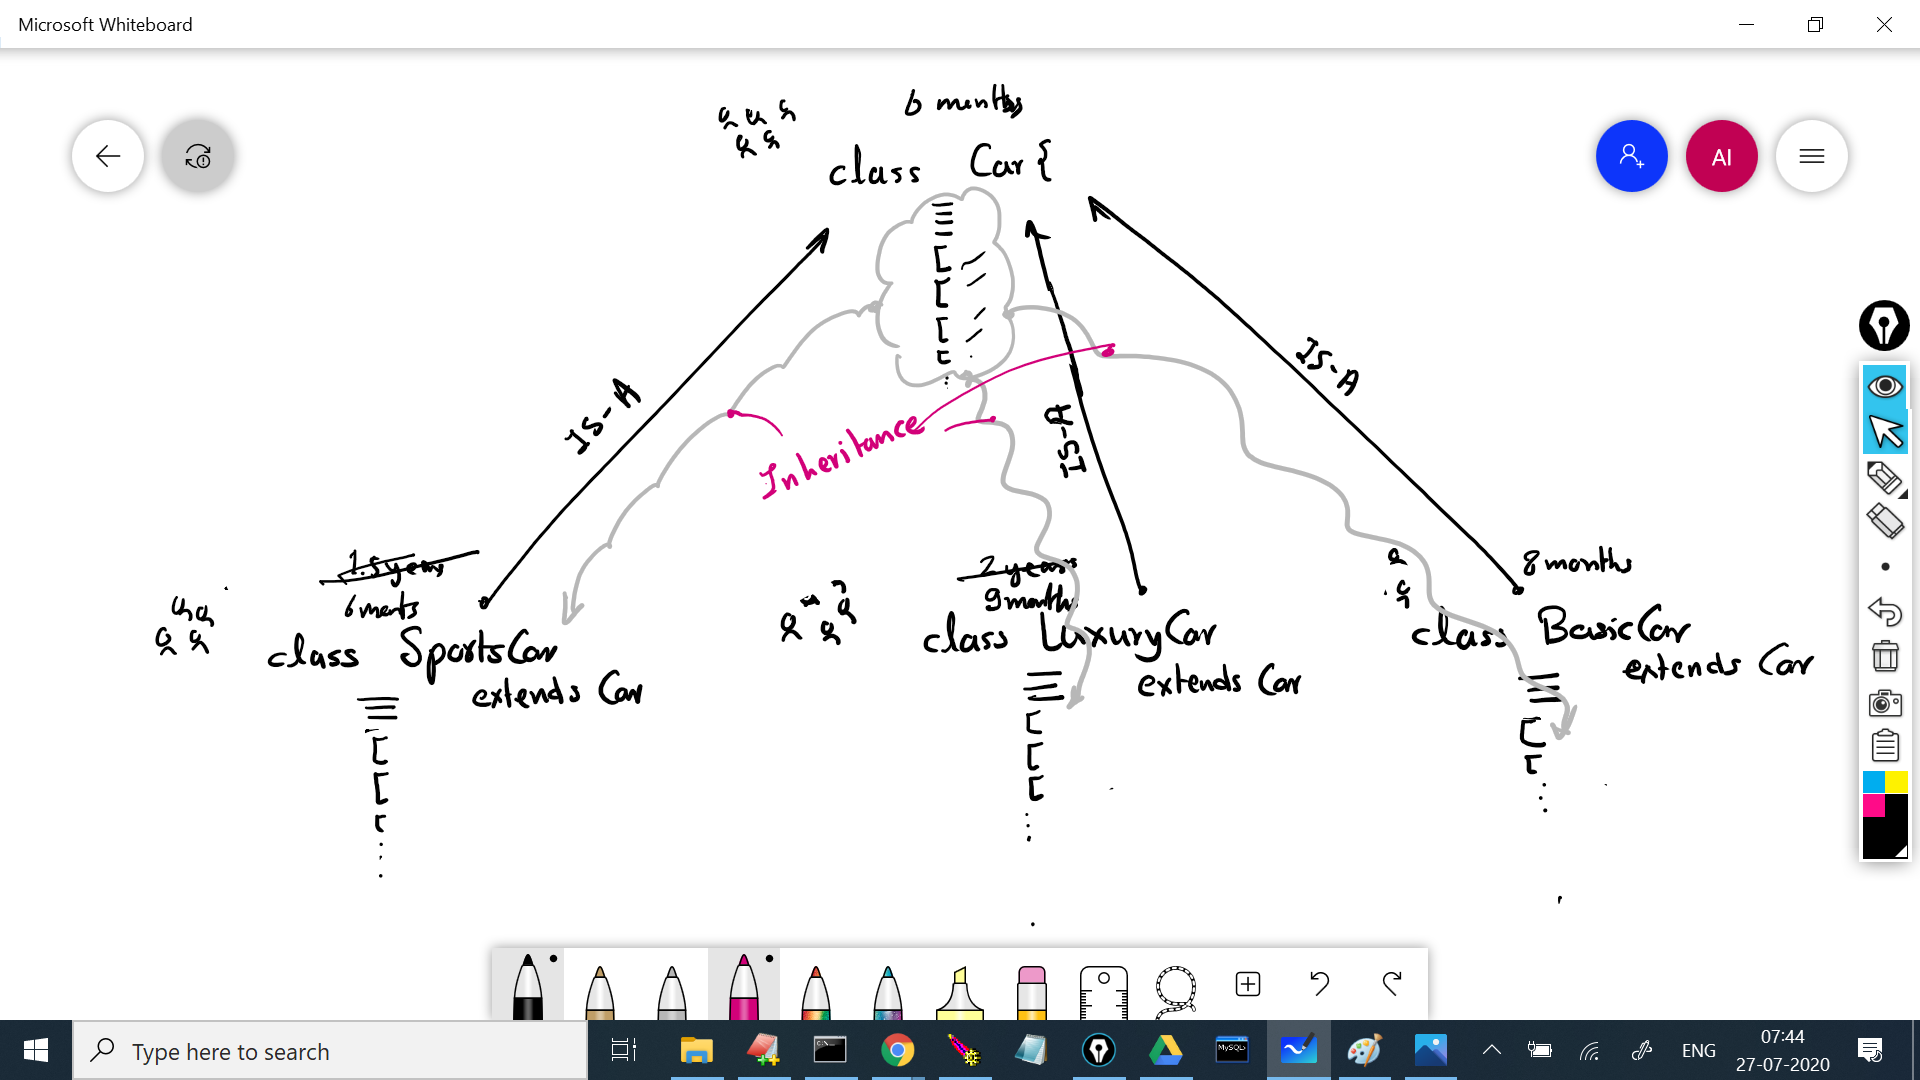 Microsoft Whiteboard
6 months
class Car {
AI
IS-A
IS-A
IS-A
Inheritance
1.5 years
6 monts
class SportsCar
extends Car
2 years
9 months
class LuxuryCar
extends Car
8 months
class BasicCar
extends Car
Type here to search
C:\.
MySQL
ENG
07:44
27-07-2020